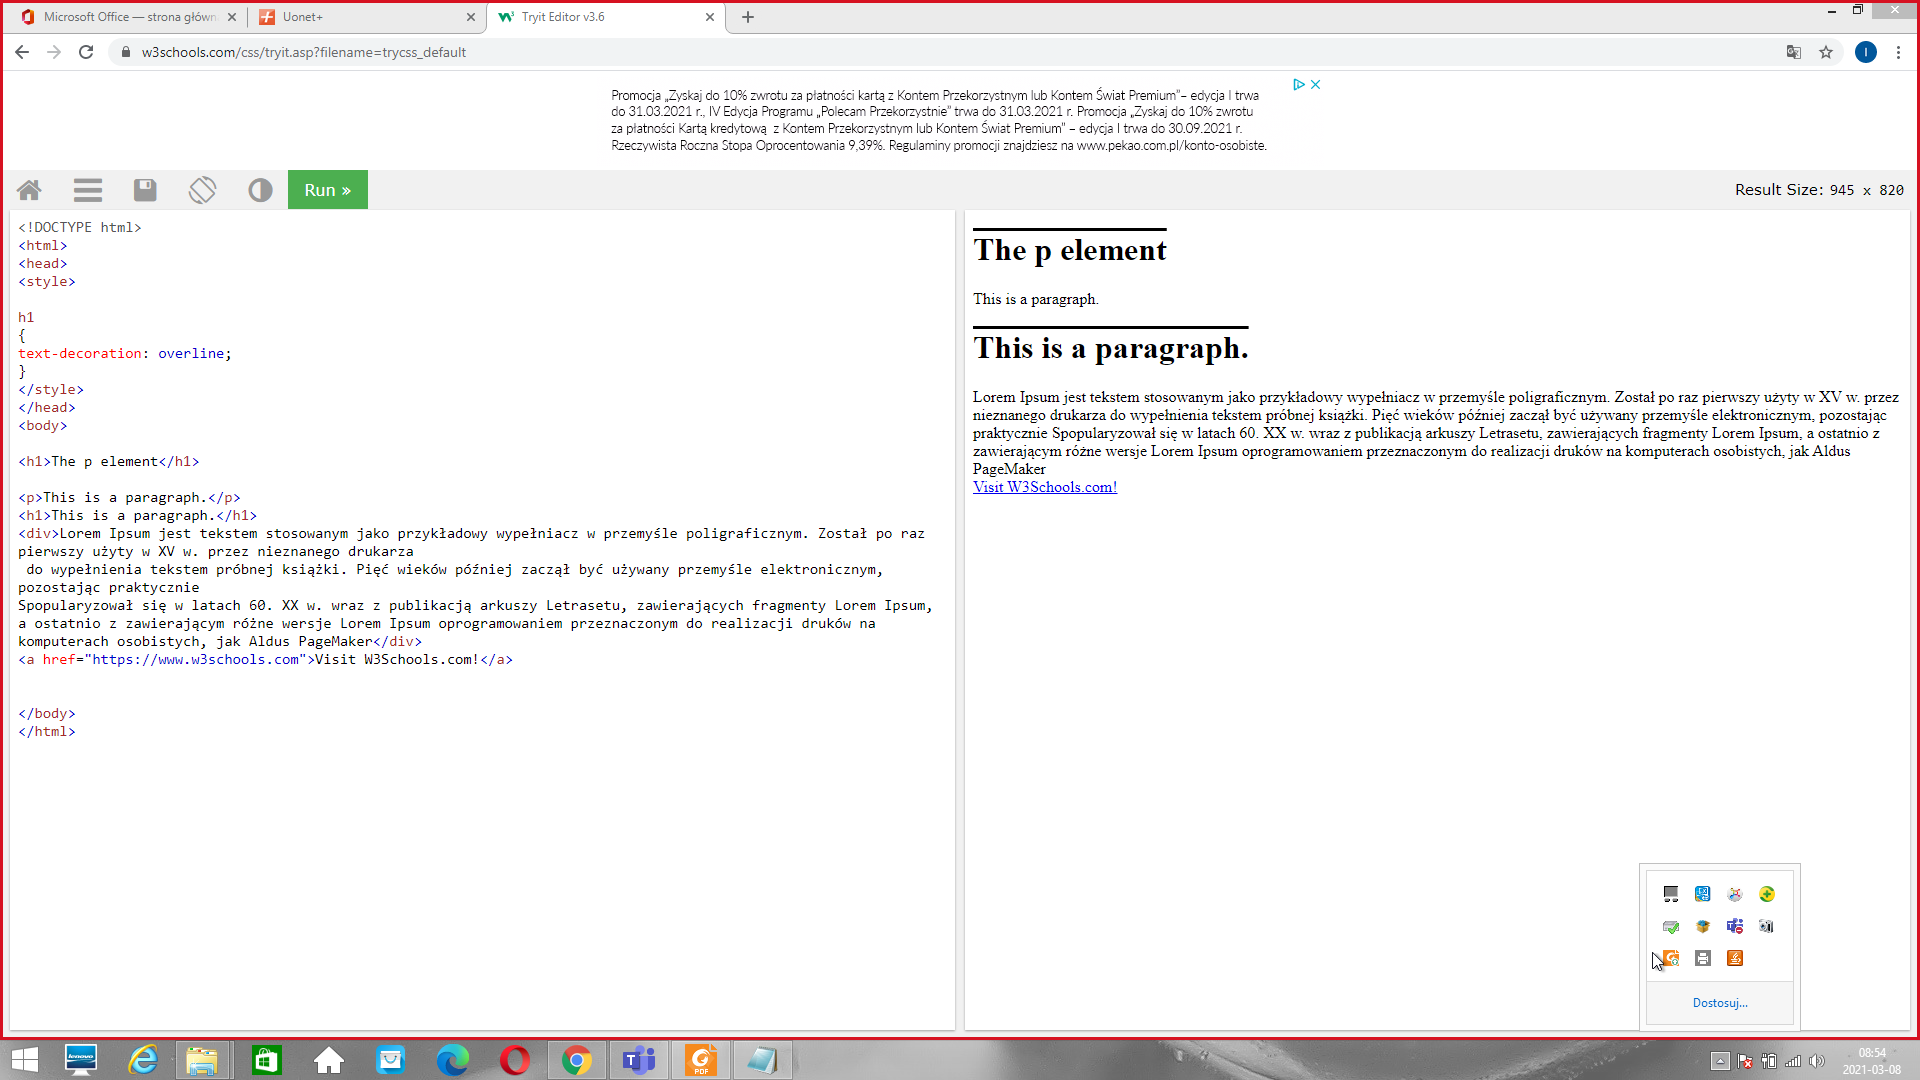 Microsoft Office — strona główn
Uonet+
Tryit Editor v3.6
w3schools.com/css/tryit.asp?filename=trycss_default
I
Promocja „Zyskaj do 10% zwrotu za płatności kartą z Kontem Przekorzystnym lub Kontem Świat Premium”– edycja I trwa
do 31.03.2021 r., IV Edycja Programu „Polecam Przekorzystnie” trwa do 31.03.2021 r. Promocja „Zyskaj do 10% zwrotu
za płatności Kartą kredytową z Kontem Przekorzystnym lub Kontem Świat Premium” – edycja I trwa do 30.09.2021 r.
Rzeczywista Roczna Stopa Oprocentowania 9,39%. Regulaminy promocji znajdziesz na www.pekao.com.pl/konto-osobiste.
Run »
Result Size: 945 x 820
<!DOCTYPE html>
<html>
<head>
<style>
h1
{
text-decoration: overline;
}
</style>
</head>
<body>
<h1>The p element</h1>
<p>This is a paragraph.</p>
<h1>This is a paragraph.</h1>
<div>Lorem Ipsum jest tekstem stosowanym jako przykładowy wypełniacz w przemyśle poligraficznym. Został po raz
pierwszy użyty w XV w. przez nieznanego drukarza
do wypełnienia tekstem próbnej książki. Pięć wieków później zaczął być używany przemyśle elektronicznym,
pozostając praktycznie
Spopularyzował się w latach 60. XX w. wraz z publikacją arkuszy Letrasetu, zawierających fragmenty Lorem Ipsum,
a ostatnio z zawierającym różne wersje Lorem Ipsum oprogramowaniem przeznaczonym do realizacji druków na
komputerach osobistych, jak Aldus PageMaker</div>
<a href="https://www.w3schools.com">Visit W3Schools.com!</a>
</body>
</html>
The p element
This is a paragraph.
This is a paragraph.
Lorem Ipsum jest tekstem stosowanym jako przykładowy wypełniacz w przemyśle poligraficznym. Został po raz pierwszy użyty w XV w. przez
nieznanego drukarza do wypełnienia tekstem próbnej książki. Pięć wieków później zaczął być używany przemyśle elektronicznym, pozostając
praktycznie Spopularyzował się w latach 60. XX w. wraz z publikacją arkuszy Letrasetu, zawierających fragmenty Lorem Ipsum, a ostatnio z
zawierającym różne wersje Lorem Ipsum oprogramowaniem przeznaczonym do realizacji druków na komputerach osobistych, jak Aldus
PageMaker
Visit W3Schools.com!
Dostosuj...
lenovo
PDF
08:54
2021-03-08